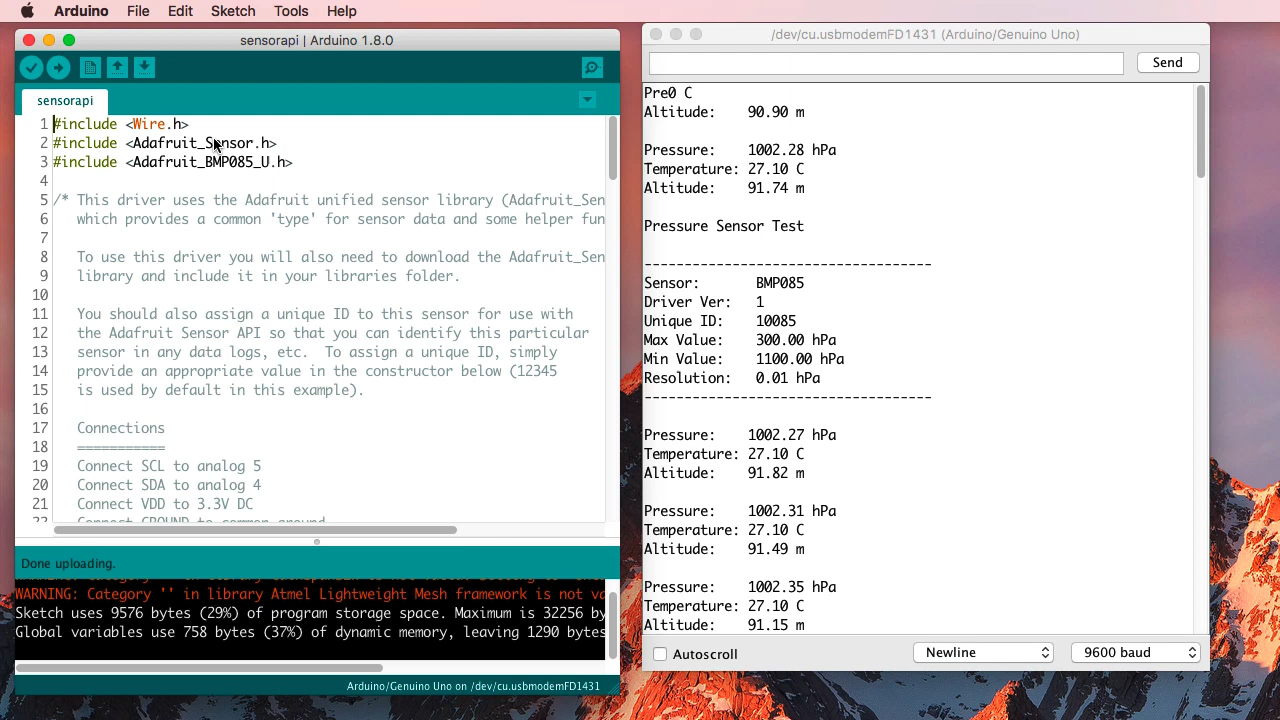 Arduino File Edit Sketch Tools Help
sensorapi | Arduino 1.8.0
sensorapi
1 #include <Wire.h>
2 #include <Adafruit_Sensor.h>
3 #include <Adafruit_BMP085_U.h>
4
5 /* This driver uses the Adafruit unified sensor library (Adafruit_Sen
6 which provides a common 'type' for sensor data and some helper fun
7
8 To use this driver you will also need to download the Adafruit_Sen
9 library and include it in your libraries folder.
10
11 You should also assign a unique ID to this sensor for use with
12 the Adafruit Sensor API so that you can identify this particular
13 sensor in any data logs, etc. To assign a unique ID, simply
14 provide an appropriate value in the constructor below (12345
15 is used by default in this example).
16
17 Connections
18 ===========
19 Connect SCL to analog 5
20 Connect SDA to analog 4
21 Connect VDD to 3.3V DC
Done uploading.
WARNING: Category '' in library Atmel Lightweight Mesh framework is not va
Sketch uses 9576 bytes (29%) of program storage space. Maximum is 32256 by
Global variables use 758 bytes (37%) of dynamic memory, leaving 1290 bytes
Arduino/Genuino Uno on /dev/cu.usbmodemFD1431
/dev/cu.usbmodemFD1431 (Arduino/Genuino Uno)
Send
Pre0 C
Altitude: 90.90 m
Pressure: 1002.28 hPa
Temperature: 27.10 C
Altitude: 91.74 m
Pressure Sensor Test
------------------------------------
Sensor: BMP085
Driver Ver: 1
Unique ID: 10085
Max Value: 300.00 hPa
Min Value: 1100.00 hPa
Resolution: 0.01 hPa
------------------------------------
Pressure: 1002.27 hPa
Temperature: 27.10 C
Altitude: 91.82 m
Pressure: 1002.31 hPa
Temperature: 27.10 C
Altitude: 91.49 m
Pressure: 1002.35 hPa
Temperature: 27.10 C
Altitude: 91.15 m
Autoscroll
Newline
9600 baud